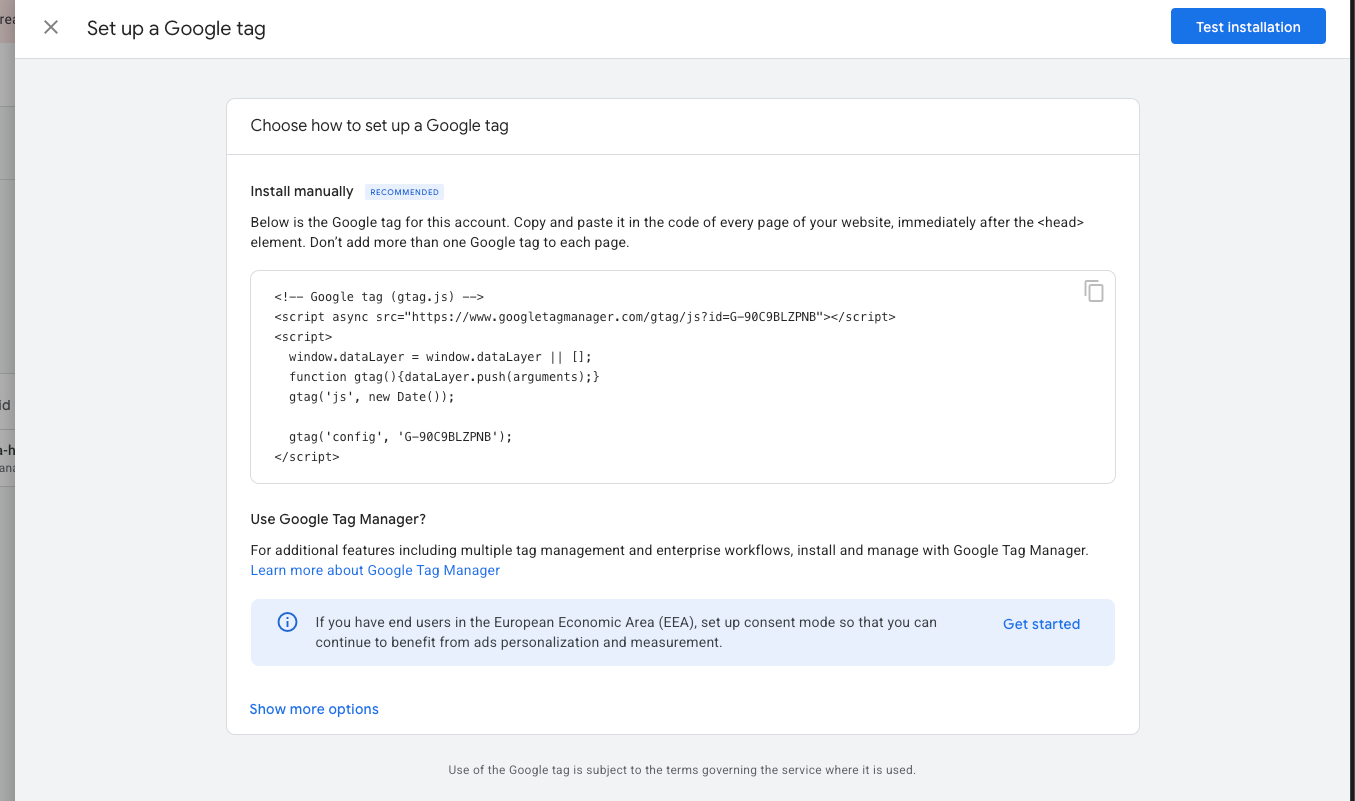 Set up a Google tag
Test installation
Choose how to set up a Google tag
Install manually RECOMMENDED
Below is the Google tag for this account. Copy and paste it in the code of every page of your website, immediately after the <head>
element. Don’t add more than one Google tag to each page.
<!-- Google tag (gtag.js) -->
<script async src="https://www.googletagmanager.com/gtag/js?id=G-90C9BLZPNB"></script>
<script>
  window.dataLayer = window.dataLayer || [];
  function gtag(){dataLayer.push(arguments);}
  gtag('js', new Date());

  gtag('config', 'G-90C9BLZPNB');
</script>
Use Google Tag Manager?
For additional features including multiple tag management and enterprise workflows, install and manage with Google Tag Manager.
Learn more about Google Tag Manager
If you have end users in the European Economic Area (EEA), set up consent mode so that you can
continue to benefit from ads personalization and measurement.
Get started
Show more options
Use of the Google tag is subject to the terms governing the service where it is used.